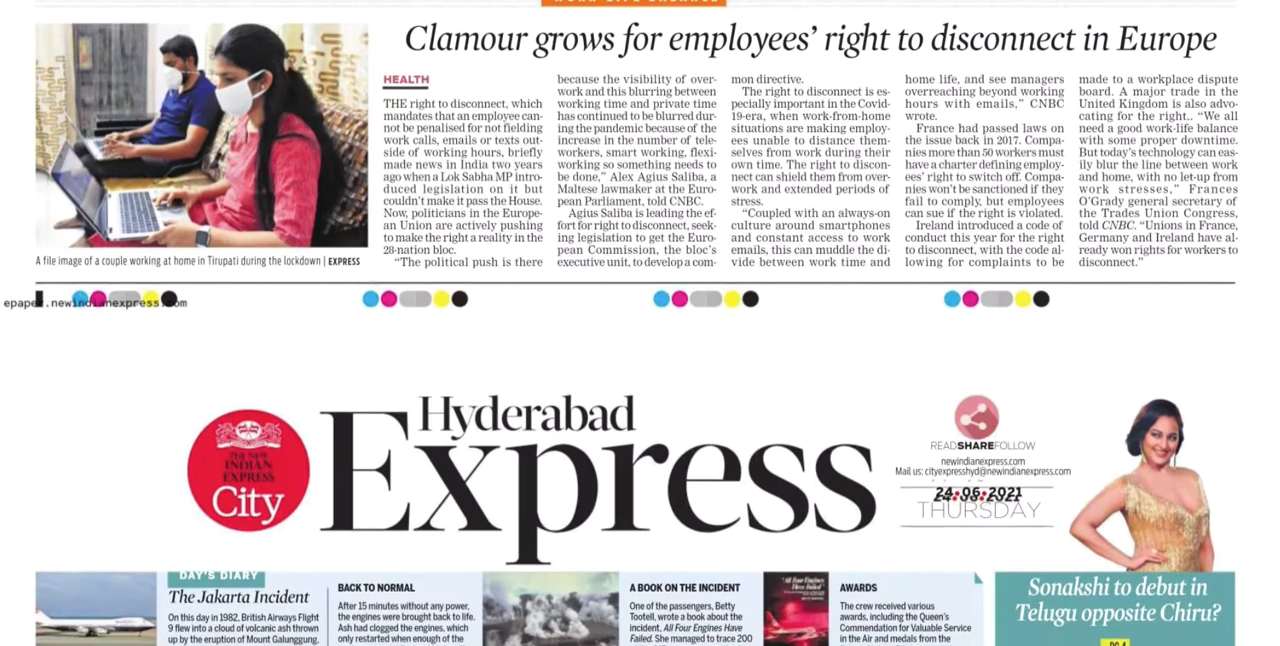 Clamour grows for employees' right to disconnect in Europe
A file image of a couple working at home in Tirupati during the lockdown | EXPRESS
HEALTH
THE right to disconnect, which
mandates that an employee can-
not be penalised for not fielding
work calls, emails or texts out-
side of working hours, briefly
made news in India two years
ago when a Lok Sabha MP intro-
duced legislation on it but
couldn't make it pass the House.
Now, politicians in the Europe-
an Union are actively pushing
to make the right a reality in the
28-nation bloc.
"The political push is there
because the visibility of over-
work and this blurring between
working time and private time
has continued to be blurred dur-
ing the pandemic because of the
increase in the number of tele-
workers, smart working, flexi-
working so something needs to
be done," Alex Agius Saliba, a
Maltese lawmaker at the Euro-
pean Parliament, told CNBC.
Agius Saliba is leading the ef-
fort for right to disconnect, seek-
ing legislation to get the Euro-
pean Commission, the bloc's
executive unit, to develop a com-
mon directive.
The right to disconnect is es-
pecially important in the Covid-
19-era, when work-from-home
situations are making employ-
ees unable to distance them-
selves from work during their
own time. The right to discon-
nect can shield them from over-
work and extended periods of
stress.
"Coupled with an always-on
culture around smartphones
and constant access to work
emails, this can muddle the di-
vide between work time and
home life, and see managers
overreaching beyond working
hours with emails," CNBC
wrote.
France had passed laws on
the issue back in 2017. Compa-
nies more than 50 workers must
have a charter defining employ-
ees' right to switch off. Compa-
nies won't be sanctioned if they
fail to comply, but employees
can sue if the right is violated.
Ireland introduced a code of
conduct this year for the right
to disconnect, with the code al-
lowing for complaints to be
made to a workplace dispute
board. A major trade in the
United Kingdom is also advo-
cating for the right.. "We all
need a good work-life balance
with some proper downtime.
But today's technology can eas-
ily blur the line between work
and home, with no let-up from
work stresses," Frances
O'Grady general secretary of
the Trades Union Congress,
told CNBC. "Unions in France,
Germany and Ireland have al-
ready won rights for workers to
disconnect."
epaper.newindianexpress.com
THE NEW
INDIAN
EXPRESS
City
Hyderabad
Express
READSHAREFOLLOW
newindianexpress.com
Mail us: cityexpresshyd@newindianexpress.com
24•06•2021
THURSDAY
DAY'S DIARY
The Jakarta Incident
On this day in 1982, British Airways Flight
9 flew into a cloud of volcanic ash thrown
up by the eruption of Mount Galunggung,
BACK TO NORMAL
After 15 minutes without any power,
the engines were brought back to life.
Ash had clogged the engines, which
only restarted when enough of the
A BOOK ON THE INCIDENT
One of the passengers, Betty
Tootell, wrote a book about the
incident, All Four Engines Have
Failed. She managed to trace 200
'All Four Engines
Have Failed'
AWARDS
The crew received various
awards, including the Queen's
Commendation for Valuable Service
in the Air and medals from the
Sonakshi to debut in
Telugu opposite Chiru?